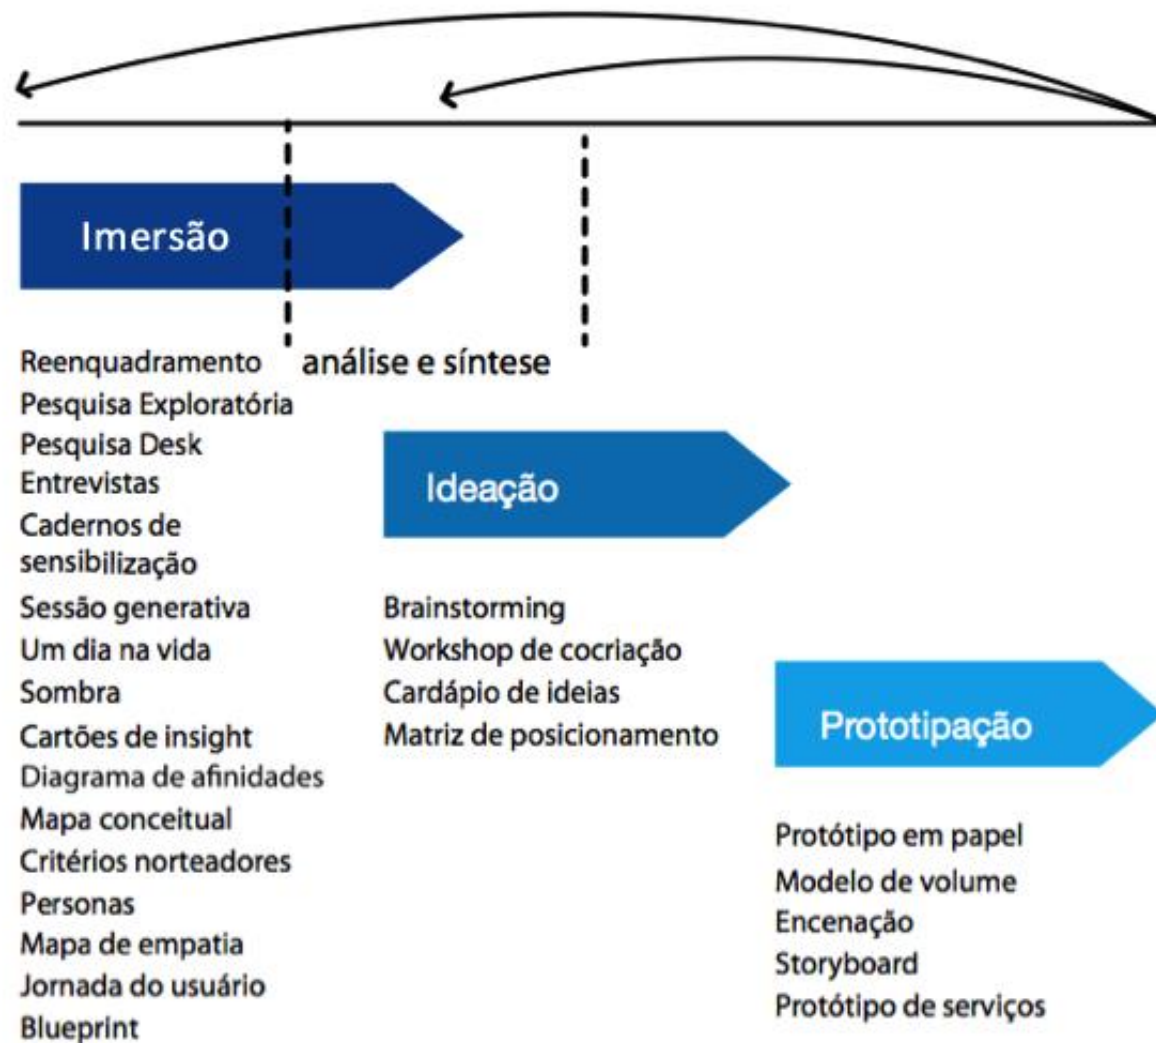 Imersão
Reenquadramento
análise e síntese
Pesquisa Exploratória
Pesquisa Desk
Entrevistas
Cadernos de
sensibilização
Sessão generativa
Um dia na vida
Sombra
Cartões de insight
Diagrama de afinidades
Mapa conceitual
Critérios norteadores
Personas
Mapa de empatia
Jornada do usuário
Blueprint
Ideação
Brainstorming
Workshop de cocriação
Cardápio de ideias
Matriz de posicionamento
Prototipação
Protótipo em papel
Modelo de volume
Encenação
Storyboard
Protótipo de serviços